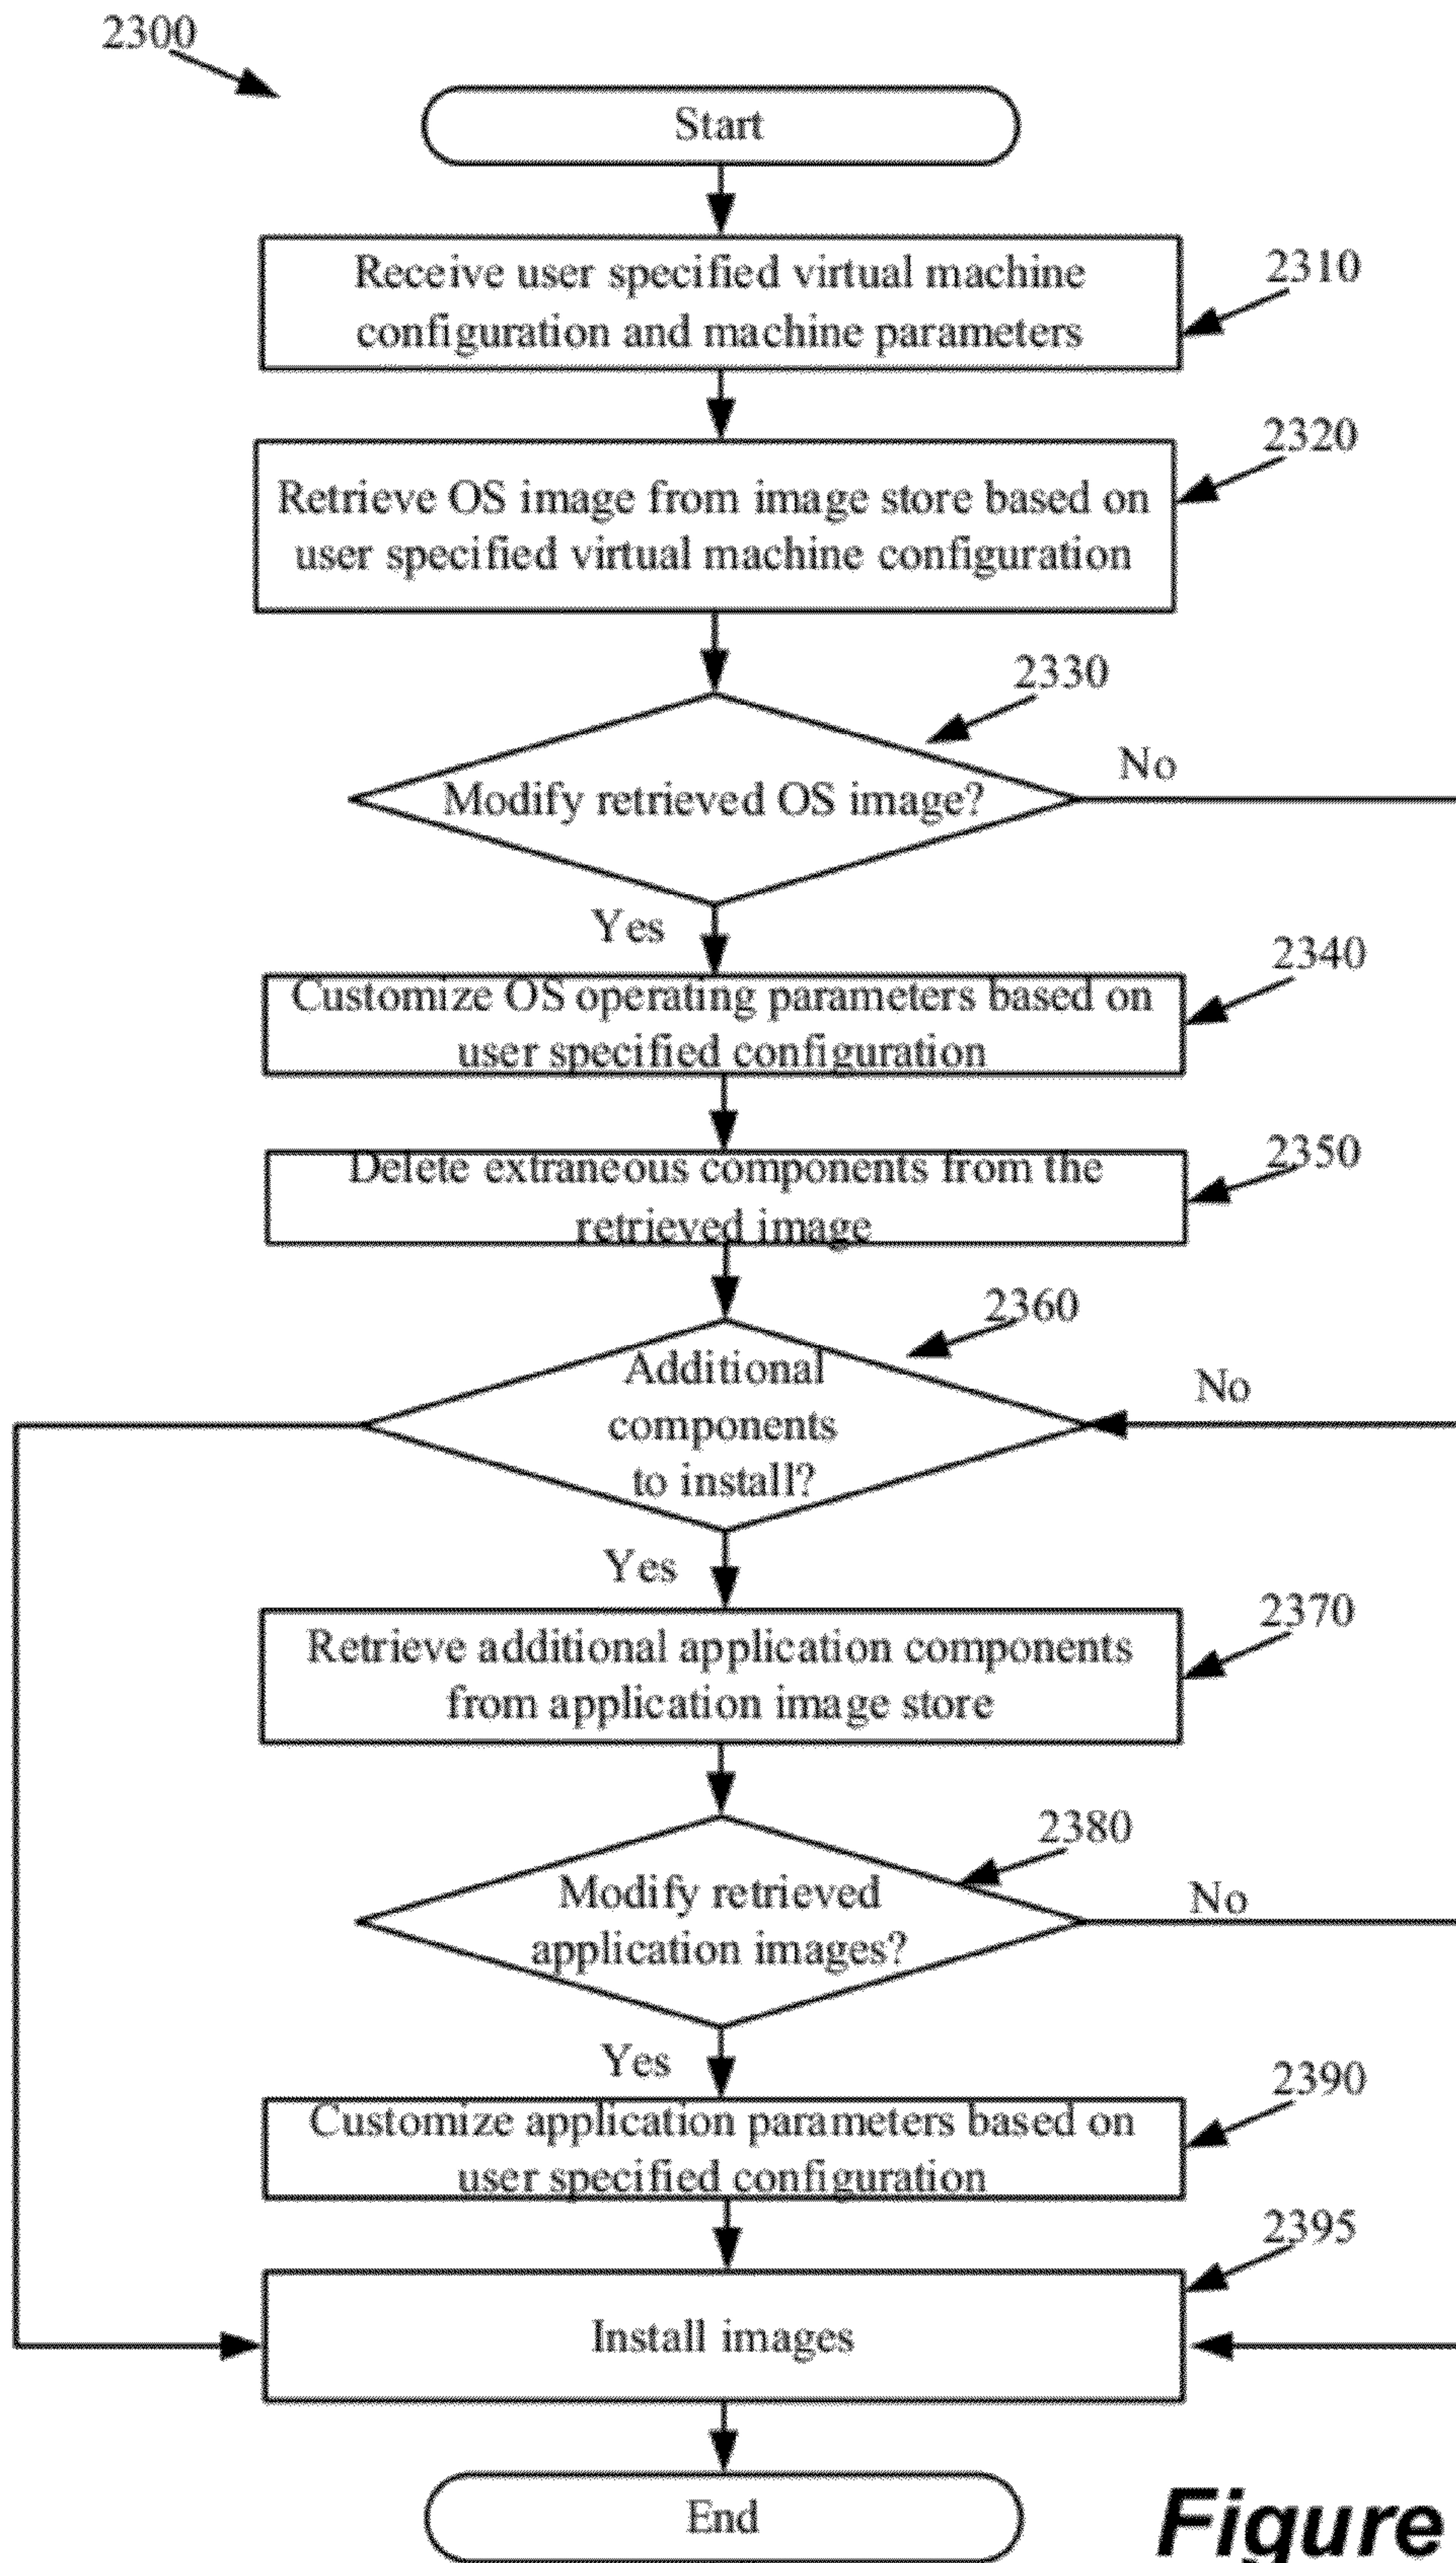 2300
Start
Receive user specified virtual machine
configuration and machine parameters
2310
Retrieve OS image from image store based on
user specified virtual machine configuration
2320
2330
Modify retrieved OS image?
No
Yes
Customize OS operating parameters based on
user specified configuration
2340
Delete extraneous components from the
retrieved image
2350
2360
Additional
components
to install?
No
Yes
Retrieve additional application components
from application image store
2370
2380
Modify retrieved
application images?
No
Yes
Customize application parameters based on
user specified configuration
2390
2395
Install images
End
Figure